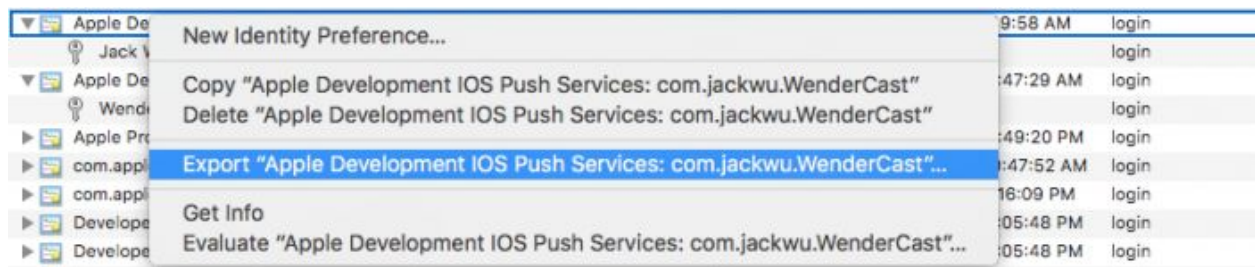 Apple De 9:58 AM login
New Identity Preference...
Jack login
Apple De Copy "Apple Development IOS Push Services: com.jackwu.WenderCast" :47:29 AM login
Delete "Apple Development IOS Push Services: com.jackwu.WenderCast"
Wende login
Apple Pro :49:20 PM login
Export "Apple Development IOS Push Services: com.jackwu.WenderCast"...
com.appl :47:52 AM login
com.appl 16:09 PM login
Get Info
Develope :05:48 PM login
Develope Evaluate "Apple Development IOS Push Services: com.jackwu.WenderCast"... :05:48 PM login